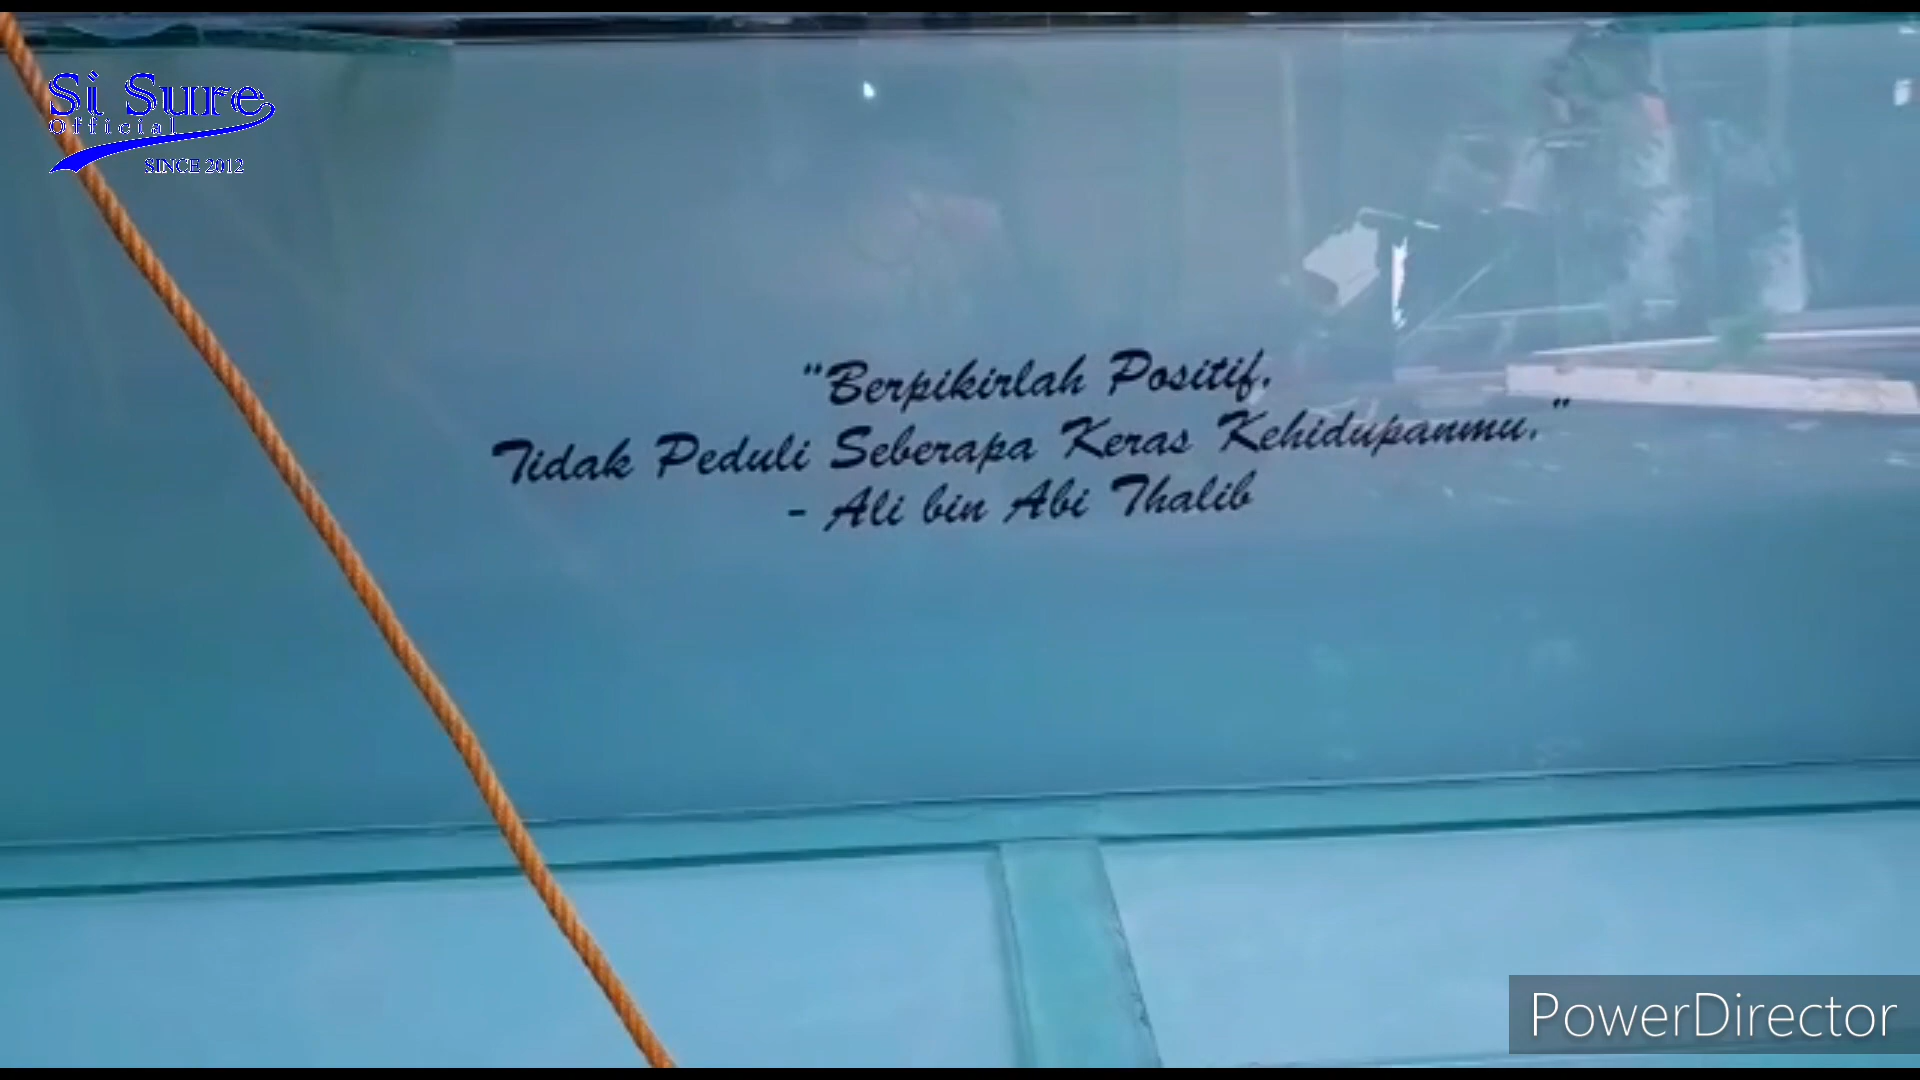 Si Sure
Official
SINCE 2012
"Berpikirlah Positif,
Tidak Peduli Seberapa Keras Kehidupanmu."
- Ali bin Abi Thalib
PowerDirector